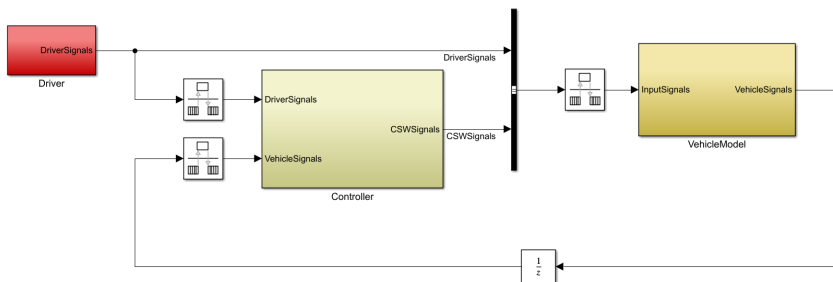 DriverSignals
Driver
DriverSignals
DriverSignals
VehicleSignals
CSWSignals
CSWSignals
Controller
InputSignals
VehicleSignals
VehicleModel
1
z